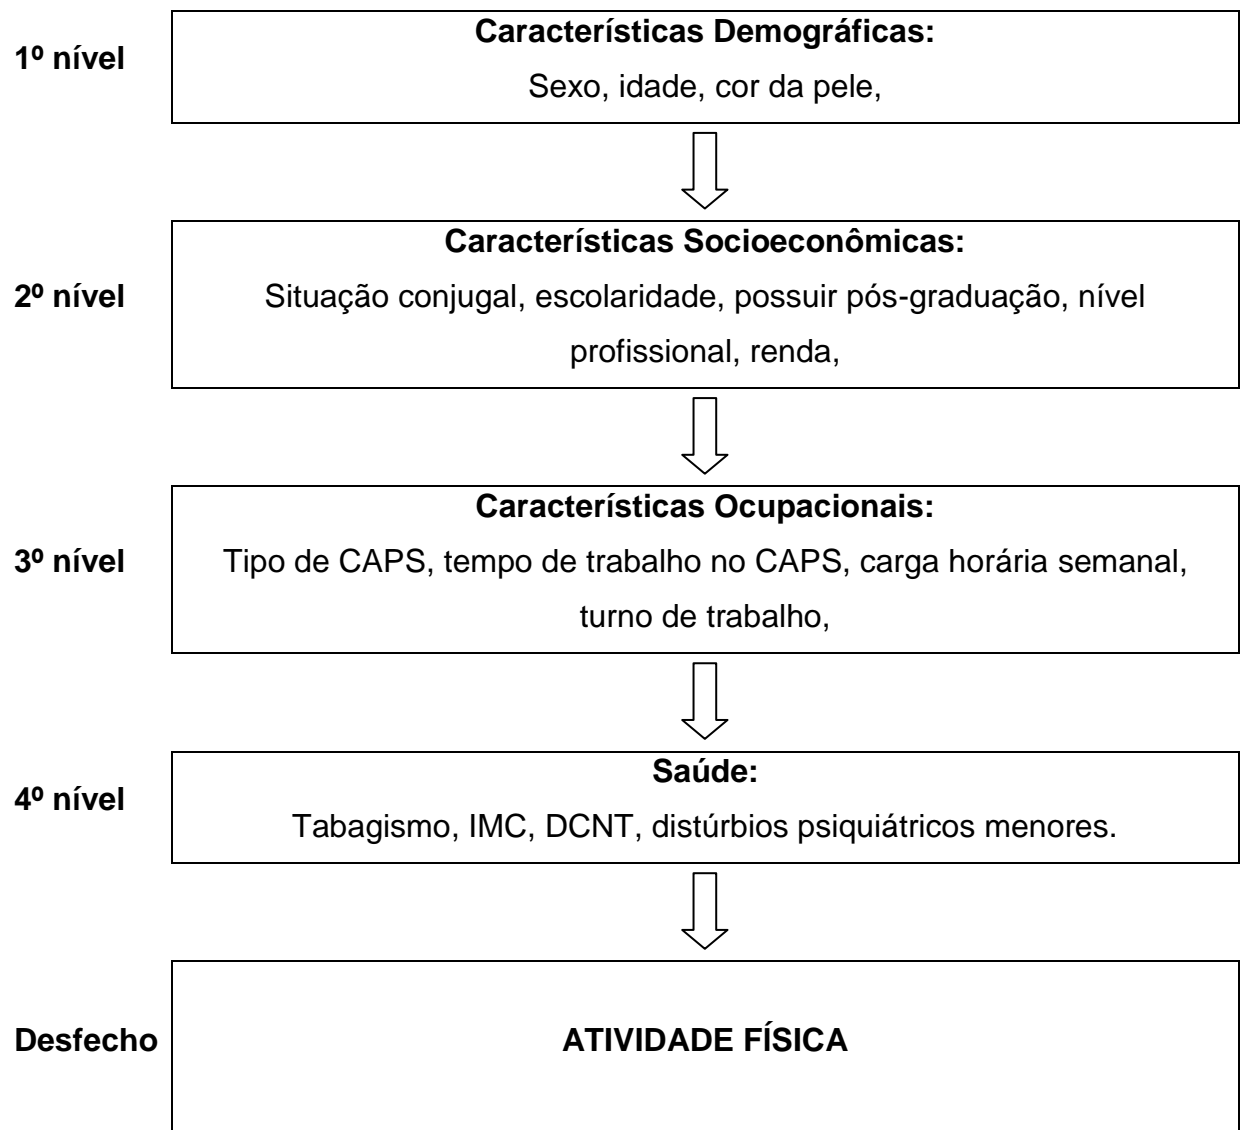 1º nível
Características Demográficas:
Sexo, idade, cor da pele,
2º nível
Características Socioeconômicas:
Situação conjugal, escolaridade, possuir pós-graduação, nível
profissional, renda,
3º nível
Características Ocupacionais:
Tipo de CAPS, tempo de trabalho no CAPS, carga horária semanal,
turno de trabalho,
4º nível
Saúde:
Tabagismo, IMC, DCNT, distúrbios psiquiátricos menores.
Desfecho
ATIVIDADE FÍSICA